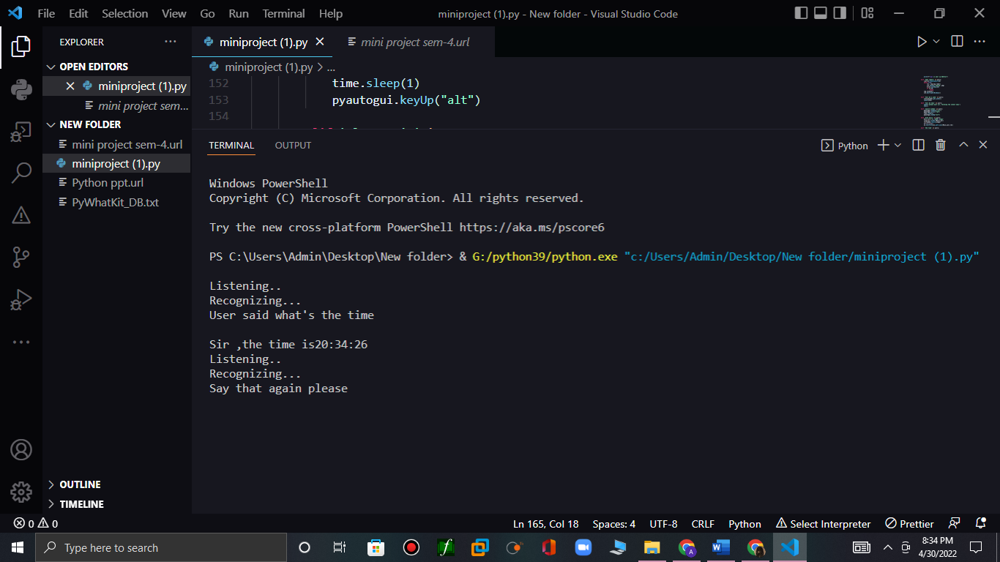 File Edit Selection View Go Run Terminal Help
miniproject (1).py - New folder - Visual Studio Code
EXPLORER
OPEN EDITORS
miniproject (1).py
mini project sem...
NEW FOLDER
mini project sem-4.url
miniproject (1).py
Python ppt.url
PyWhatKit_DB.txt
OUTLINE
TIMELINE
miniproject (1).py
mini project sem-4.url
miniproject (1).py > ...
152 time.sleep(1)
153 pyautogui.keyUp("alt")
154
TERMINAL OUTPUT
Python
Windows PowerShell
Copyright (C) Microsoft Corporation. All rights reserved.
Try the new cross-platform PowerShell https://aka.ms/pscore6
PS C:\Users\Admin\Desktop\New folder> & G:/python39/python.exe "c:/Users/Admin/Desktop/New folder/miniproject (1).py"
Listening..
Recognizing...
User said what's the time
Sir ,the time is20:34:26
Listening..
Recognizing...
Say that again please
0 0
Ln 165, Col 18 Spaces: 4 UTF-8 CRLF Python Select Interpreter Prettier
Type here to search
8:34 PM
4/30/2022